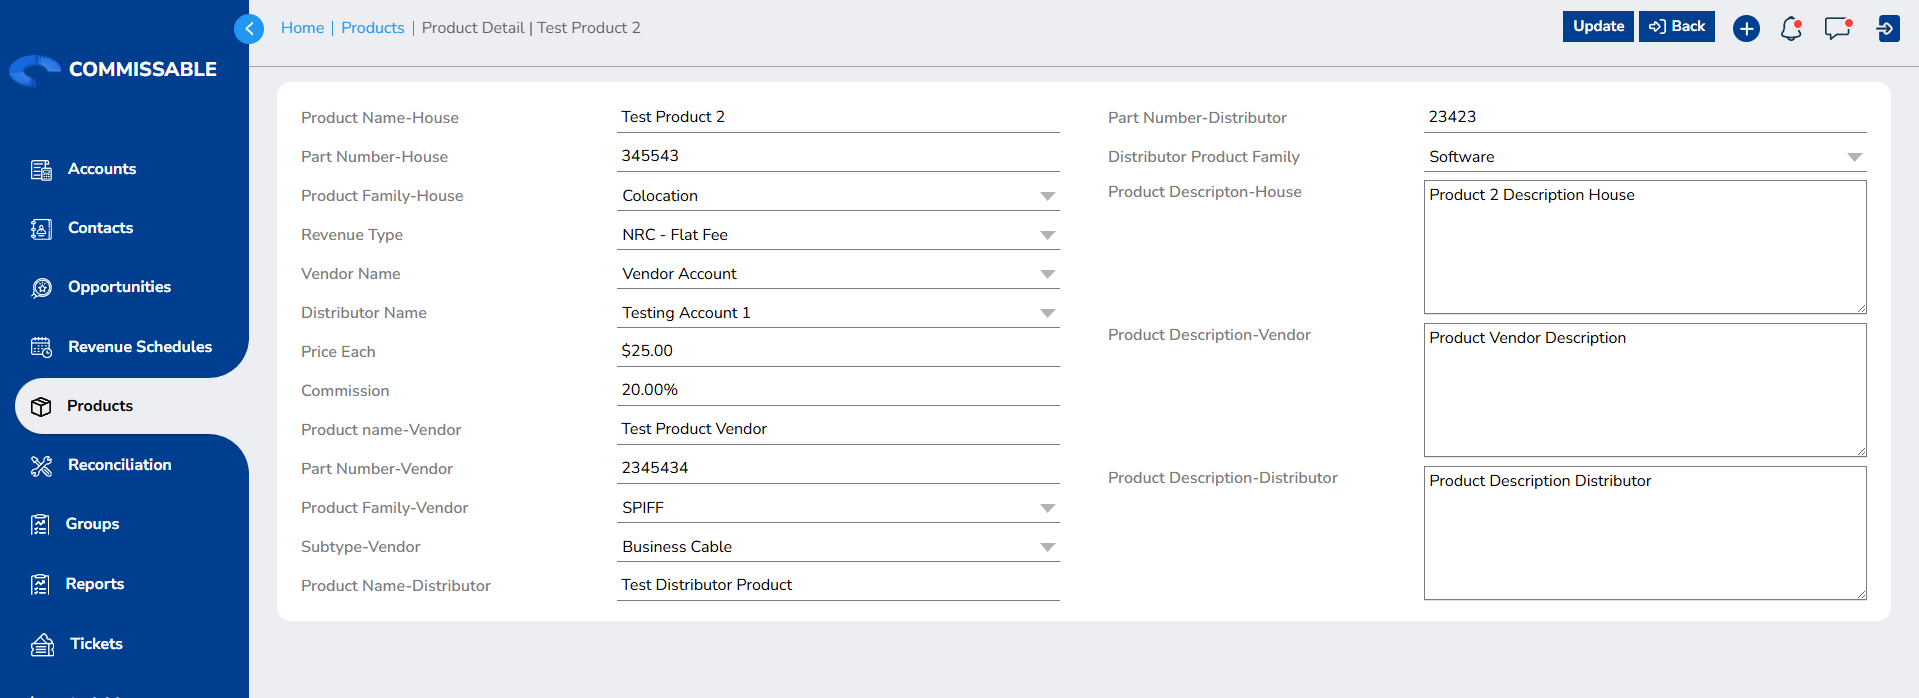 Home | Products | Product Detail | Test Product 2
Update
Back
COMMISSABLE
Accounts
Contacts
Opportunities
Revenue Schedules
Products
Reconciliation
Groups
Reports
Tickets
Product Name-House Test Product 2
Part Number-House 345543
Product Family-House Colocation
Revenue Type NRC - Flat Fee
Vendor Name Vendor Account
Distributor Name Testing Account 1
Price Each $25.00
Commission 20.00%
Product name-Vendor Test Product Vendor
Part Number-Vendor 2345434
Product Family-Vendor SPIFF
Subtype-Vendor Business Cable
Product Name-Distributor Test Distributor Product
Part Number-Distributor 23423
Distributor Product Family Software
Product Descripton-House Product 2 Description House
Product Description-Vendor Product Vendor Description
Product Description-Distributor Product Description Distributor